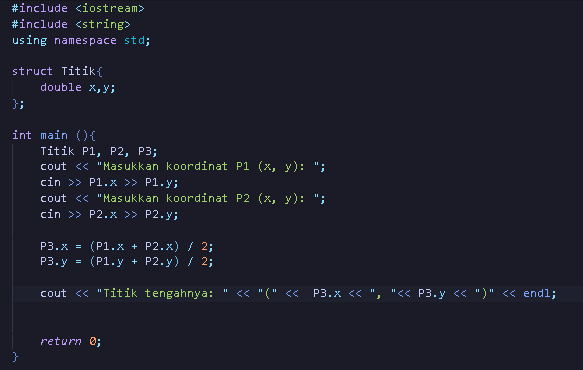 #include <iostream>
#include <string>
using namespace std;
struct Titik{
double x,y;
};
int main (){
Titik P1, P2, P3;
cout << "Masukkan koordinat P1 (x, y): ";
cin >> P1.x >> P1.y;
cout << "Masukkan koordinat P2 (x, y): ";
cin >> P2.x >> P2.y;
P3.x = (P1.x + P2.x) / 2;
P3.y = (P1.y + P2.y) / 2;
cout << "Titik tengahnya: " << "(" <<  P3.x << ", "<< P3.y << ")" << endl;
return 0;
}